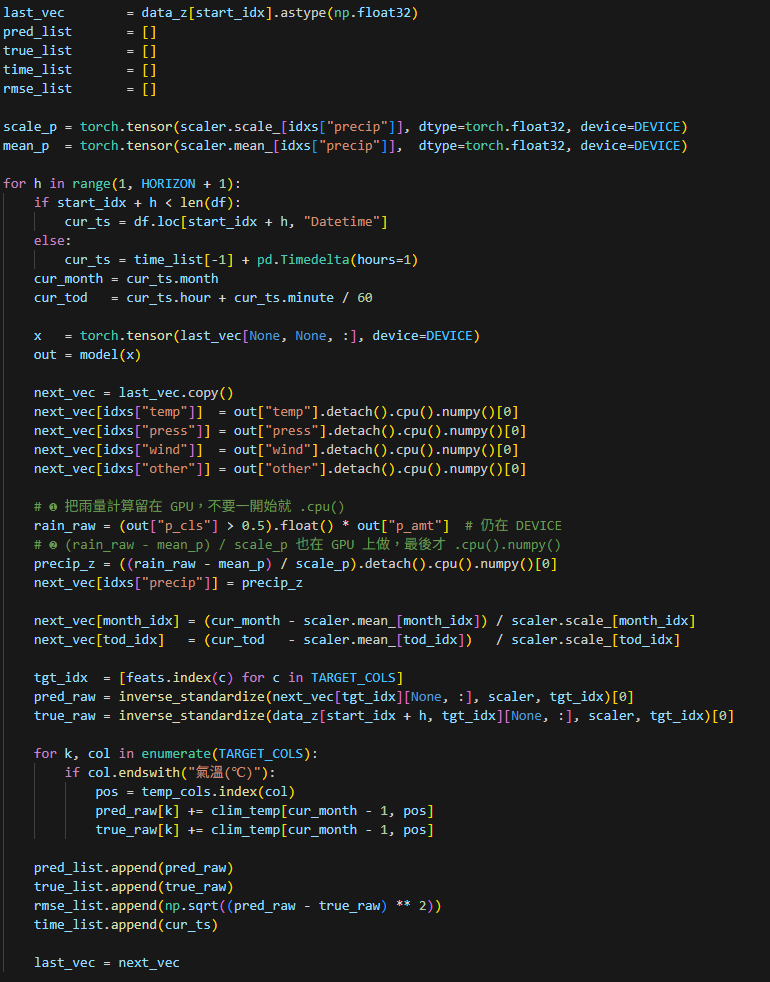 last_vec        = data_z[start_idx].astype(np.float32)
pred_list       = []
true_list       = []
time_list       = []
rmse_list       = []

scale_p = torch.tensor(scaler.scale_[idxs["precip"]], dtype=torch.float32, device=DEVICE)
mean_p  = torch.tensor(scaler.mean_[idxs["precip"]],  dtype=torch.float32, device=DEVICE)

for h in range(1, HORIZON + 1):
    if start_idx + h < len(df):
        cur_ts = df.loc[start_idx + h, "Datetime"]
    else:
        cur_ts = time_list[-1] + pd.Timedelta(hours=1)
    cur_month = cur_ts.month
    cur_tod   = cur_ts.hour + cur_ts.minute / 60

    x   = torch.tensor(last_vec[None, None, :], device=DEVICE)
    out = model(x)

    next_vec = last_vec.copy()
    next_vec[idxs["temp"]]  = out["temp"].detach().cpu().numpy()[0]
    next_vec[idxs["press"]] = out["press"].detach().cpu().numpy()[0]
    next_vec[idxs["wind"]]  = out["wind"].detach().cpu().numpy()[0]
    next_vec[idxs["other"]] = out["other"].detach().cpu().numpy()[0]

    # ❶ 把雨量計算留在 GPU，不要一開始就 .cpu()
    rain_raw = (out["p_cls"] > 0.5).float() * out["p_amt"]  # 仍在 DEVICE
    # ❷ (rain_raw - mean_p) / scale_p 也在 GPU 上做，最後才 .cpu().numpy()
    precip_z = ((rain_raw - mean_p) / scale_p).detach().cpu().numpy()[0]
    next_vec[idxs["precip"]] = precip_z

    next_vec[month_idx] = (cur_month - scaler.mean_[month_idx]) / scaler.scale_[month_idx]
    next_vec[tod_idx]   = (cur_tod   - scaler.mean_[tod_idx])   / scaler.scale_[tod_idx]

    tgt_idx  = [feats.index(c) for c in TARGET_COLS]
    pred_raw = inverse_standardize(next_vec[tgt_idx][None, :], scaler, tgt_idx)[0]
    true_raw = inverse_standardize(data_z[start_idx + h, tgt_idx][None, :], scaler, tgt_idx)[0]

    for k, col in enumerate(TARGET_COLS):
        if col.endswith("氣溫(℃)"):
            pos = temp_cols.index(col)
            pred_raw[k] += clim_temp[cur_month - 1, pos]
            true_raw[k] += clim_temp[cur_month - 1, pos]

    pred_list.append(pred_raw)
    true_list.append(true_raw)
    rmse_list.append(np.sqrt((pred_raw - true_raw) ** 2))
    time_list.append(cur_ts)

    last_vec = next_vec